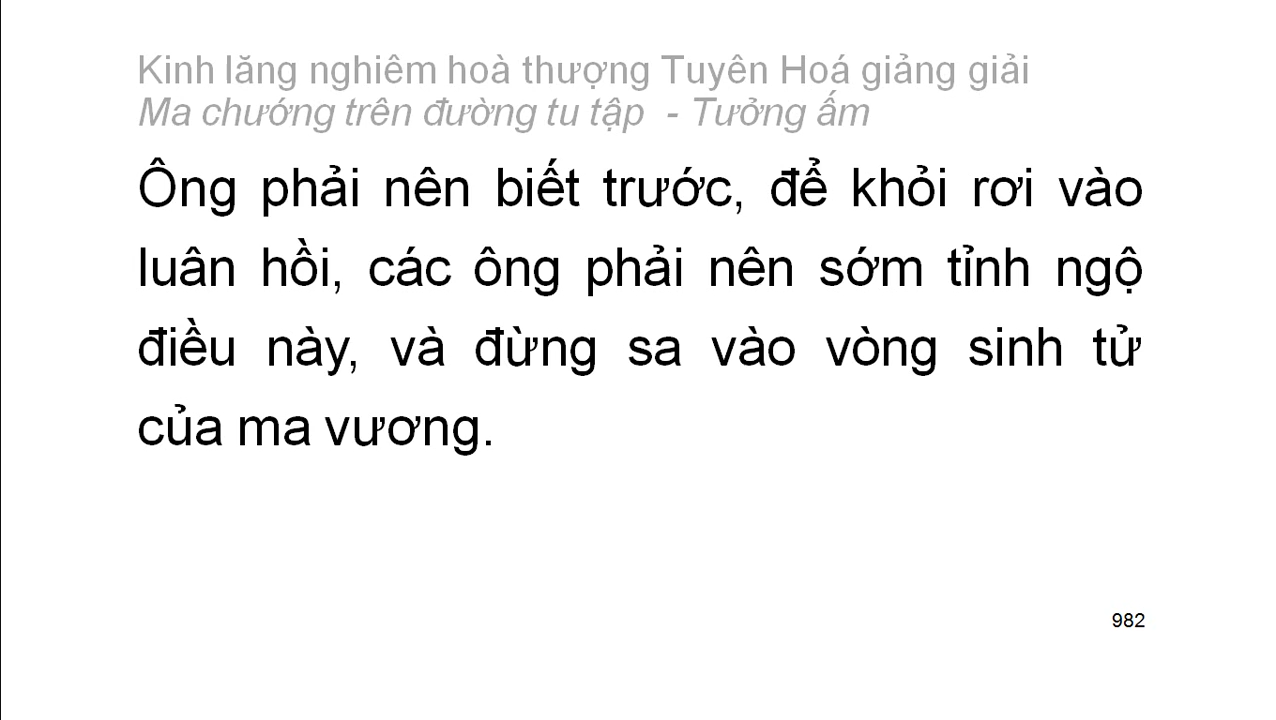 Kinh lăng nghiêm hoà thượng Tuyên Hoá giảng giải
Ma chướng trên đường tu tập - Tưởng ấm
Ông phải nên biết trước, để khỏi rơi vào
luân hồi, các ông phải nên sớm tỉnh ngộ
điều này, và đừng sa vào vòng sinh tử
của ma vương.
982